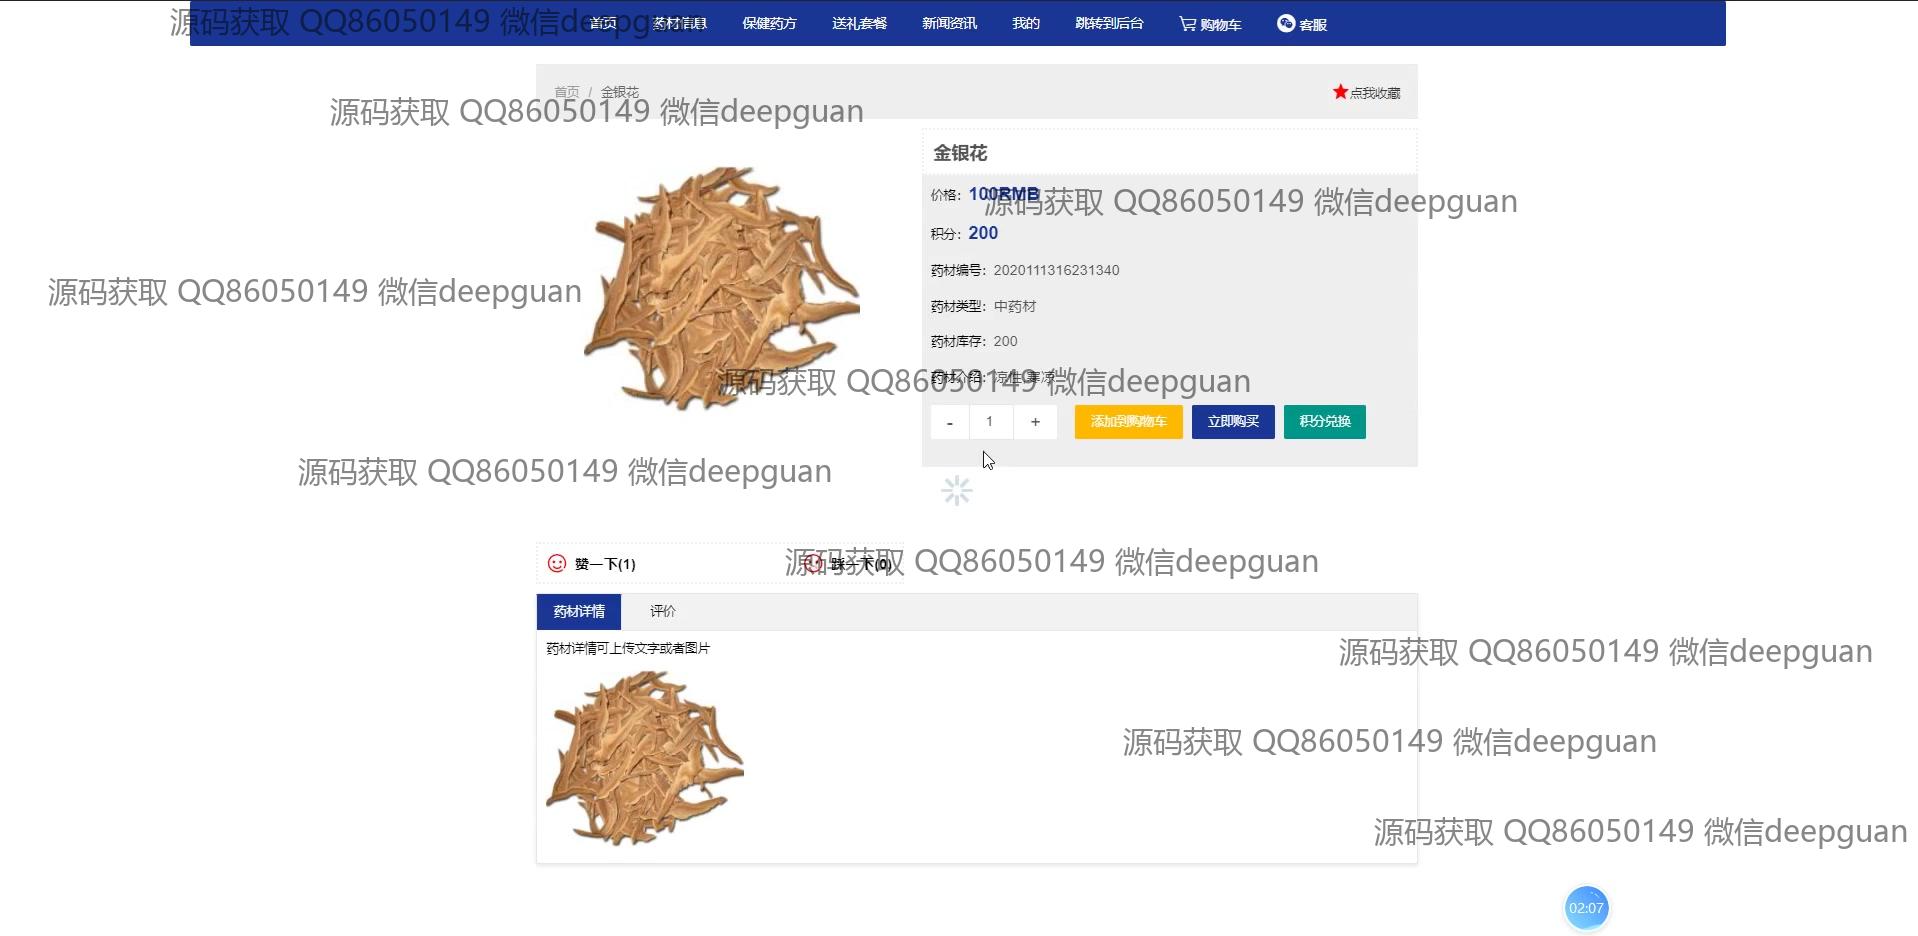 首页 药材信息 保健药方 送礼套餐 新闻资讯 我的 跳转到后台 购物车 客服
源码获取 QQ86050149 微信deepguan
首页 / 金银花 点我收藏
源码获取 QQ86050149 微信deepguan
金银花
价格：100RMB
源码获取 QQ86050149 微信deepguan
积分：200
药材编号：2020111316231340
源码获取 QQ86050149 微信deepguan
药材类型：中药材
药材库存：200
药材介绍：凉性,寒凉
源码获取 QQ86050149 微信deepguan
- 1 + 添加到购物车 立即购买 积分兑换
源码获取 QQ86050149 微信deepguan
赞一下(1) 踩一下(0)
源码获取 QQ86050149 微信deepguan
药材详情 评价
药材详情可上传文字或者图片
源码获取 QQ86050149 微信deepguan
源码获取 QQ86050149 微信deepguan
源码获取 QQ86050149 微信deepguan
02:07